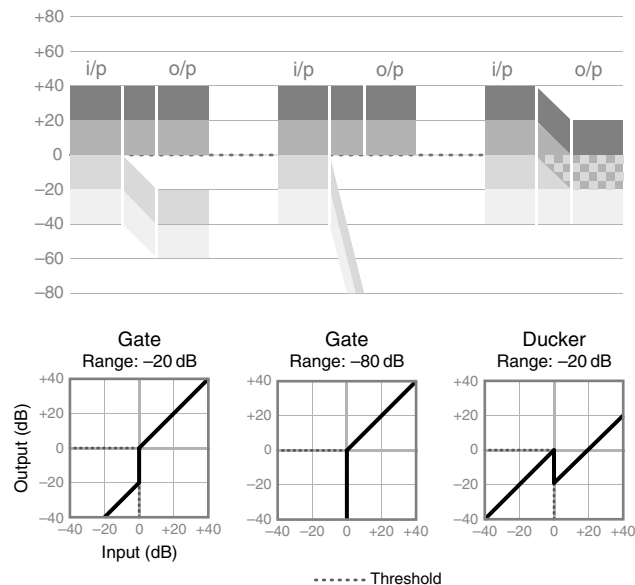 +80
+60
i/p o/p i/p o/p i/p o/p
+40
+20
0
−20
−40
−60
−80
Gate Gate Ducker
Range: −20 dB Range: −80 dB Range: −20 dB
+40 +40 +40
+20 +20 +20
0 0 0
−20 −20 −20
−40 −40 −40
Output (dB)
−40 −20 0 +20 +40 −40 −20 0 +20 +40 −40 −20 0 +20 +40
Input (dB)
Threshold